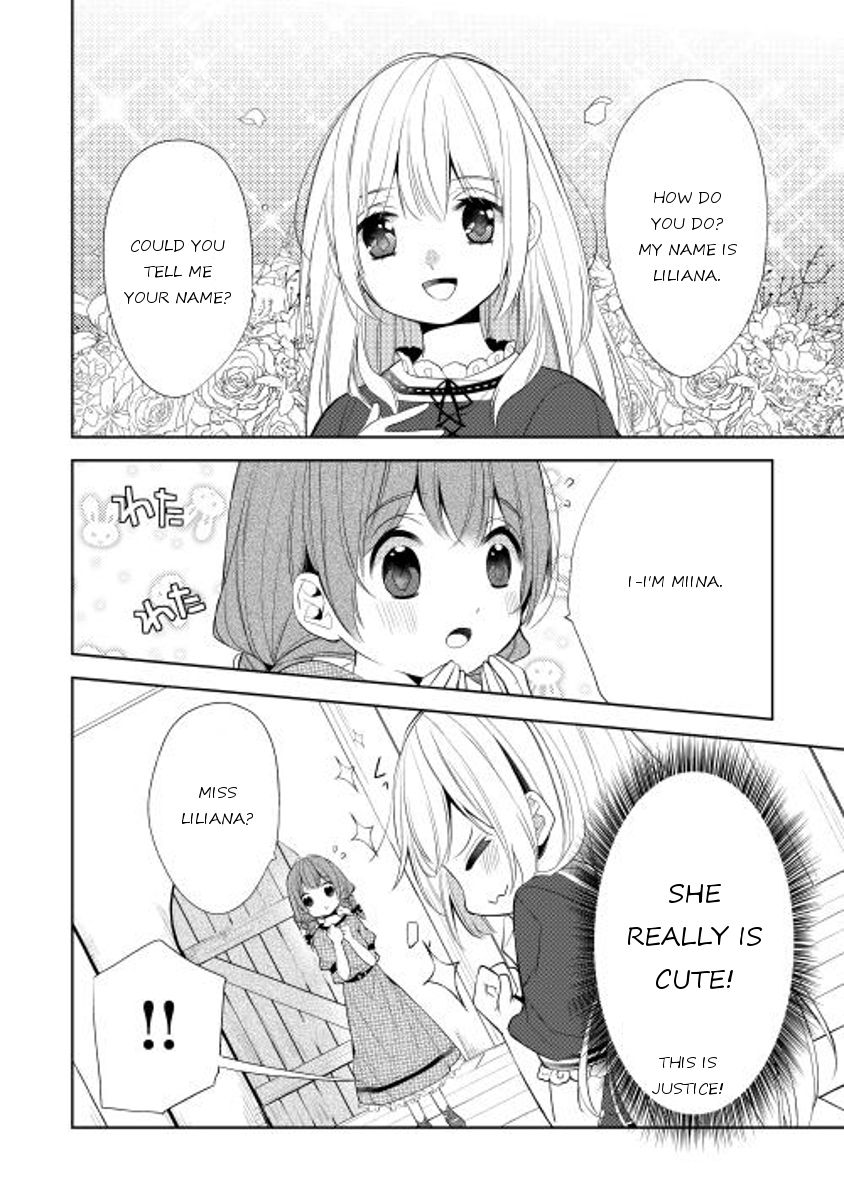 HOW DO
YOU DO?
MY NAME IS
LILIANA.
COULD YOU
TELL ME
YOUR NAME?
I-I'M MIINA.
わた
わた
SHE
REALLY IS
CUTE!
THIS IS
JUSTICE!
MISS
LILIANA?
!!